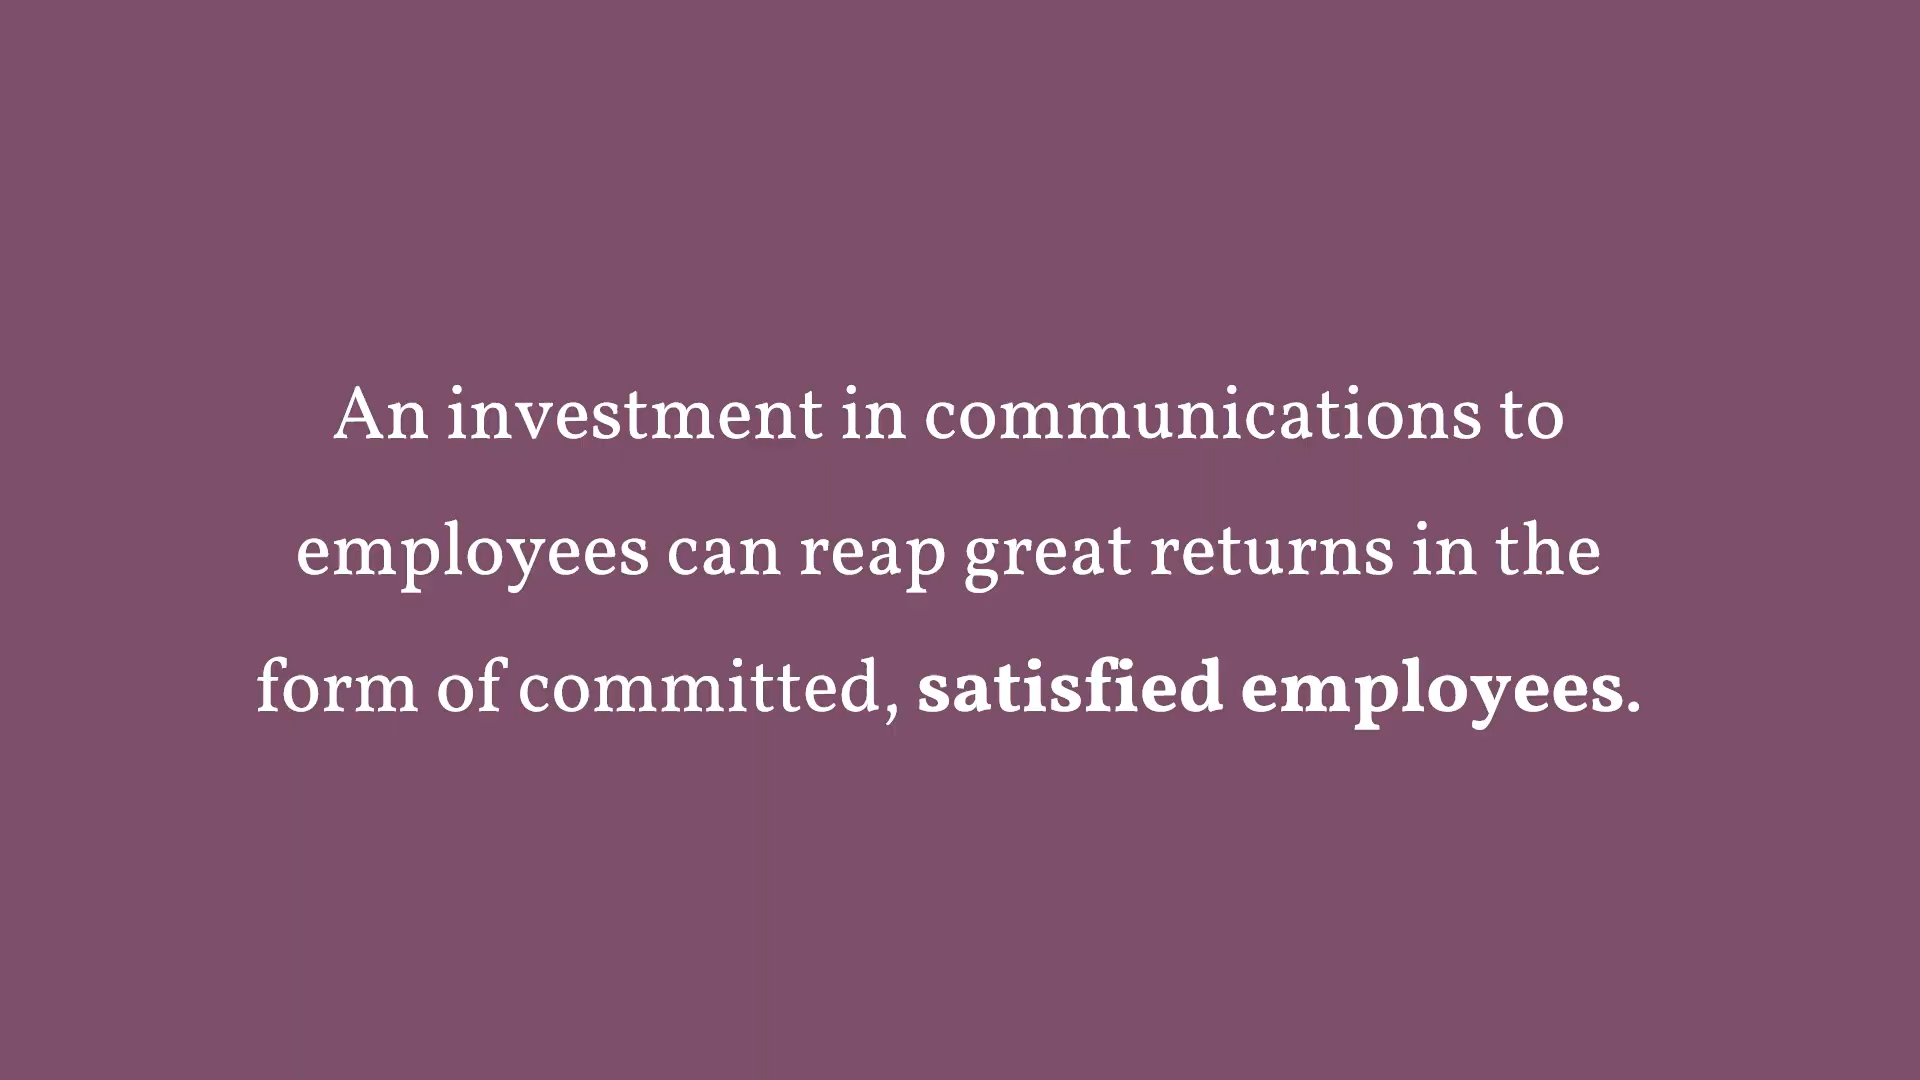 An investment in communications to
employees can reap great returns in the
form of committed, satisfied employees.